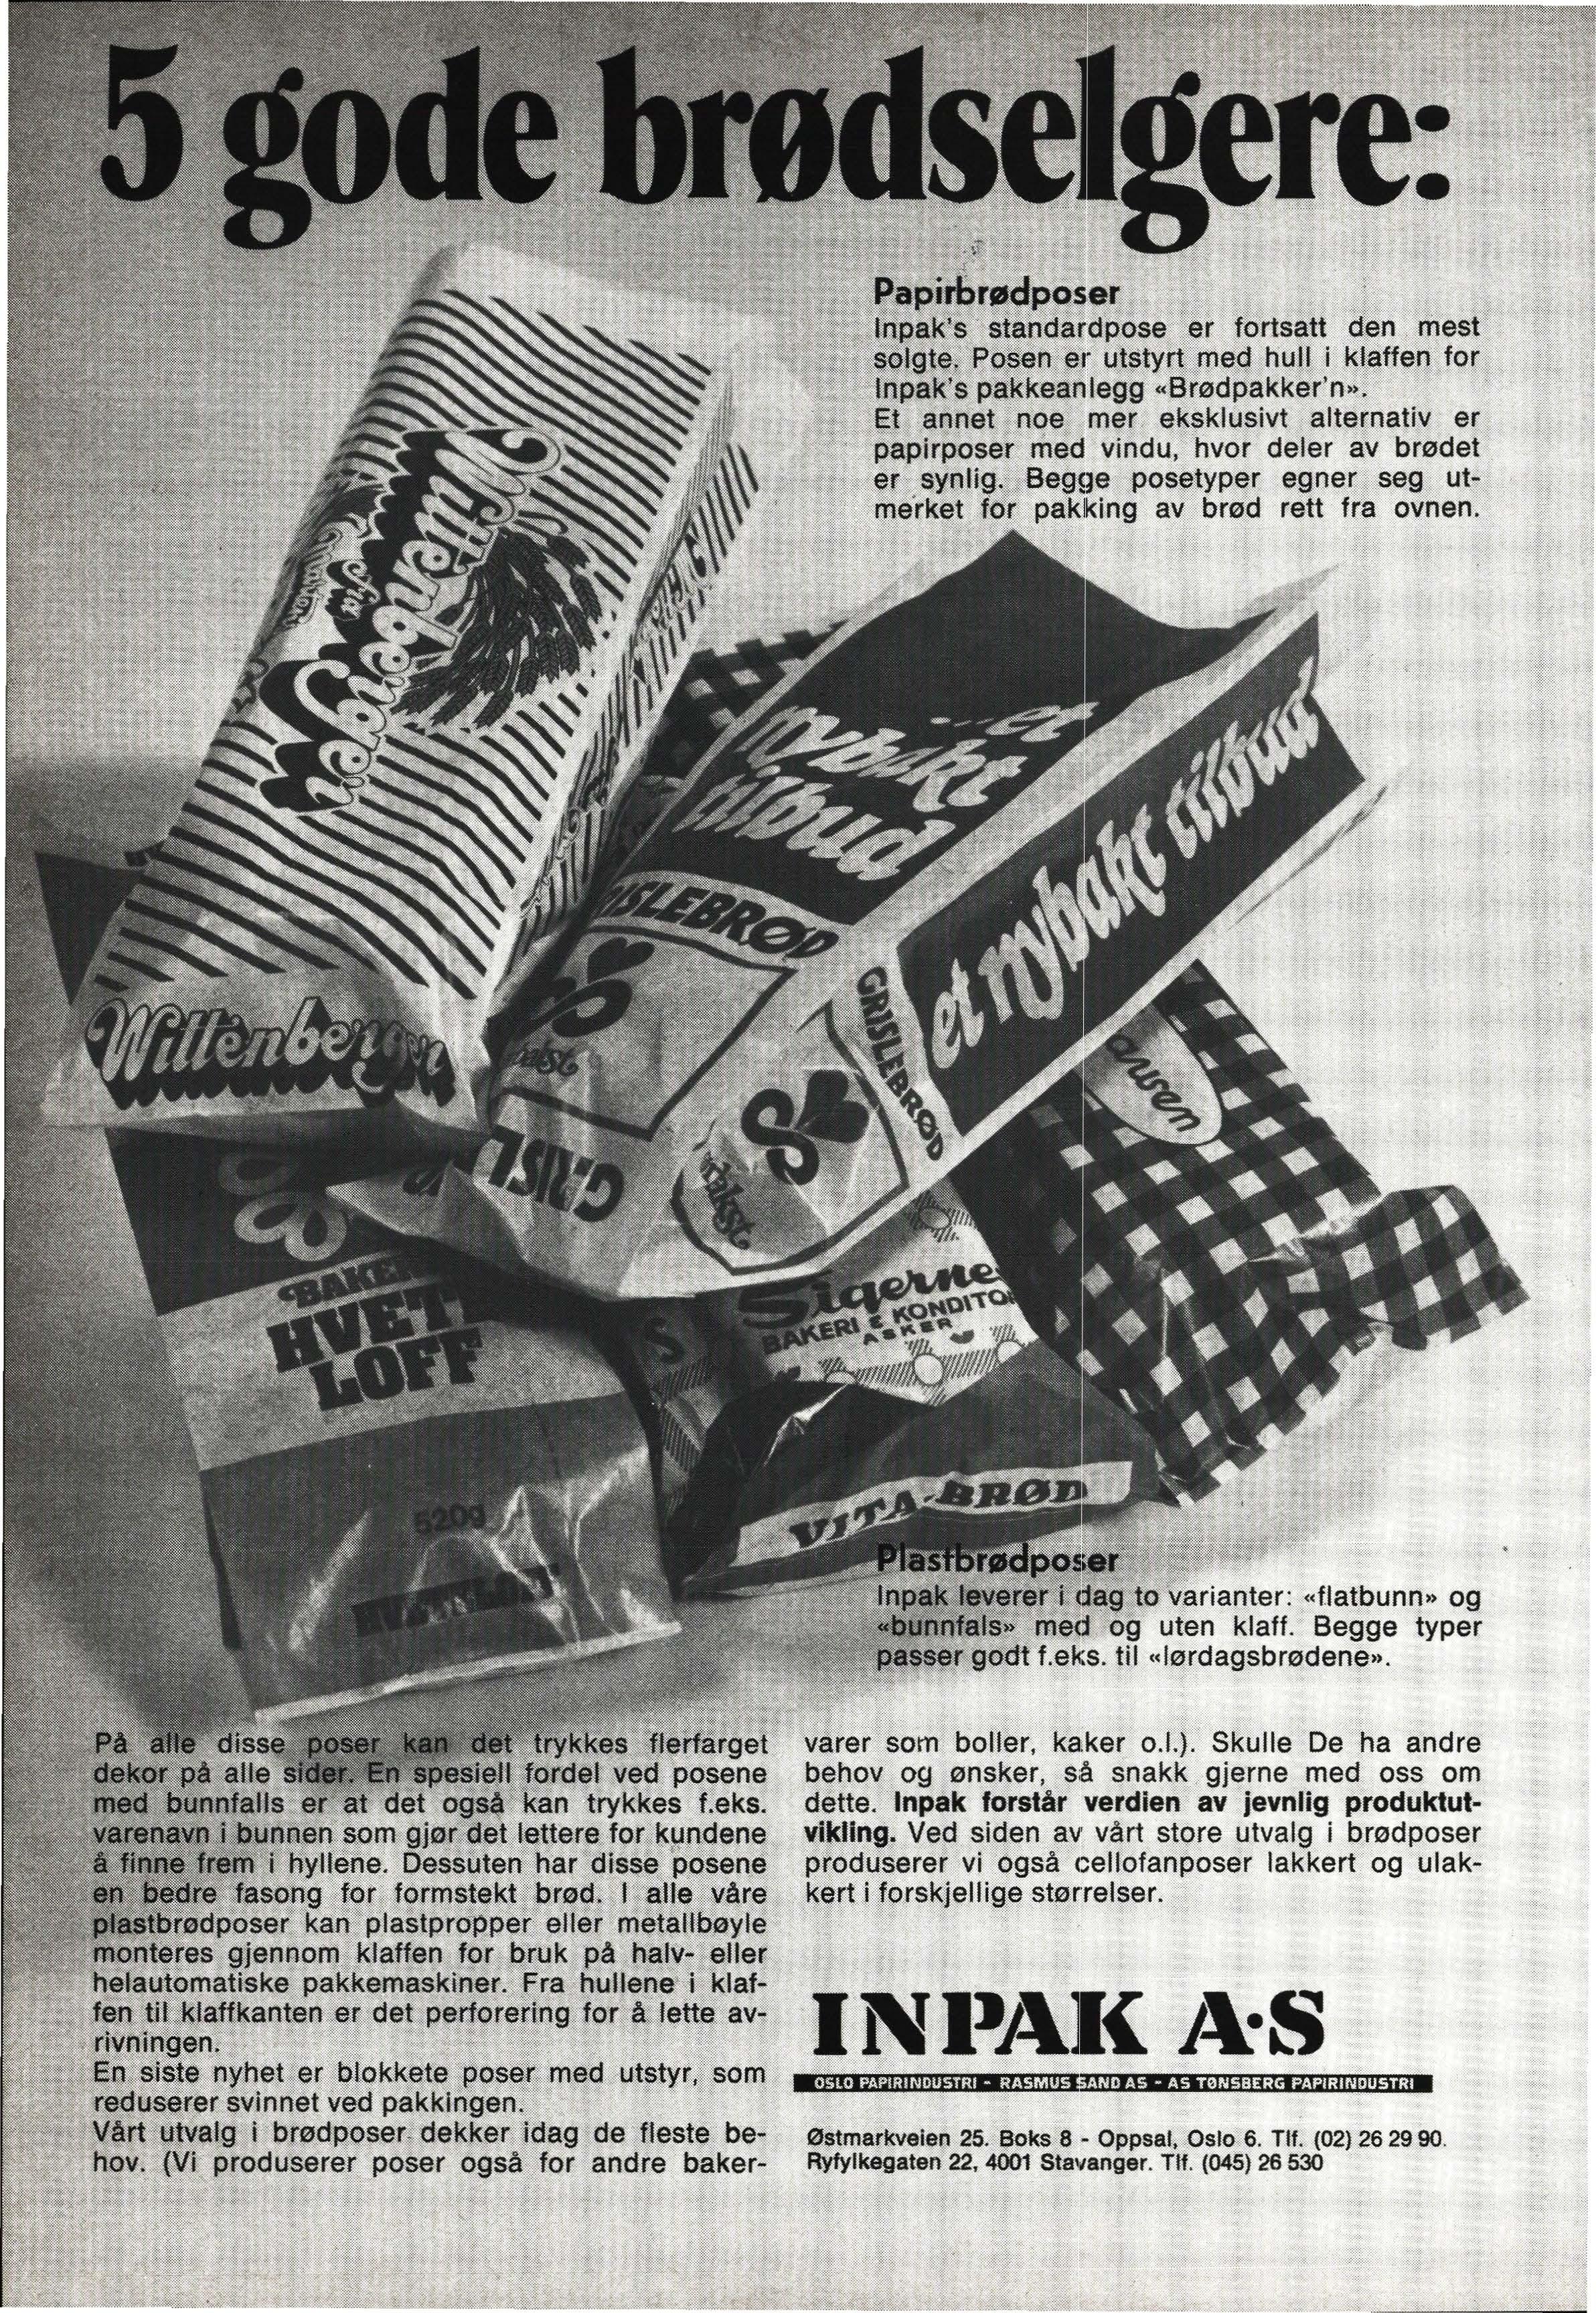 5 gode brødselgere:
Papirbrødposer
Inpak's standardpose er fortsatt den mest
solgte. Posen er utstyrt med hull i klaffen for
Inpak's pakkeanlegg «Brødpakker'n».
Et annet noe mer eksklusivt alternativ er
papirposer med vindu, hvor deler av brødet
er synlig. Begge posetyper egner seg ut-
merket for pakking av brød rett fra ovnen.
Wittenberger'n
fra
Wittenberger
...et
nybakt
tilbud
et nybakt tilbud
GRISLEBRØD
bakst
GRISLEBRØD
bakst
BAKE
HVETE
LOFF
520g
BAKERI & KONDITO
ASKER
VITA-BRØD
Plastbrødposer
Inpak leverer i dag to varianter: «flatbunn» og
«bunnfals» med og uten klaff. Begge typer
passer godt f.eks. til «lørdagsbrødene».
På alle disse poser kan det trykkes flerfarget
dekor på alle sider. En spesiell fordel ved posene
med bunnfalls er at det også kan trykkes f.eks.
varenavn i bunnen som gjør det lettere for kundene
å finne frem i hyllene. Dessuten har disse posene
en bedre fasong for formstekt brød. I alle våre
plastbrødposer kan plastpropper eller metallbøyle
monteres gjennom klaffen for bruk på halv- eller
helautomatiske pakkemaskiner. Fra hullene i klaf-
fen til klaffkanten er det perforering for å lette av-
rivningen.
En siste nyhet er blokkete poser med utstyr, som
reduserer svinnet ved pakkingen.
Vårt utvalg i brødposer dekker idag de fleste be-
hov. (Vi produserer poser også for andre baker-
varer som boller, kaker o.l.). Skulle De ha andre
behov og ønsker, så snakk gjerne med oss om
dette. Inpak forstår verdien av jevnlig produktut-
vikling. Ved siden av vårt store utvalg i brødposer
produserer vi også cellofanposer lakkert og ulak-
kert i forskjellige størrelser.
INPAK A·S
OSLO PAPIRINDUSTRI - RASMUS SAND AS - AS TØNSBERG PAPIRINDUSTRI
Østmarkveien 25. Boks 8 - Oppsal, Oslo 6. Tlf. (02) 26 29 90.
Ryfylkegaten 22, 4001 Stavanger. Tlf. (045) 26 530